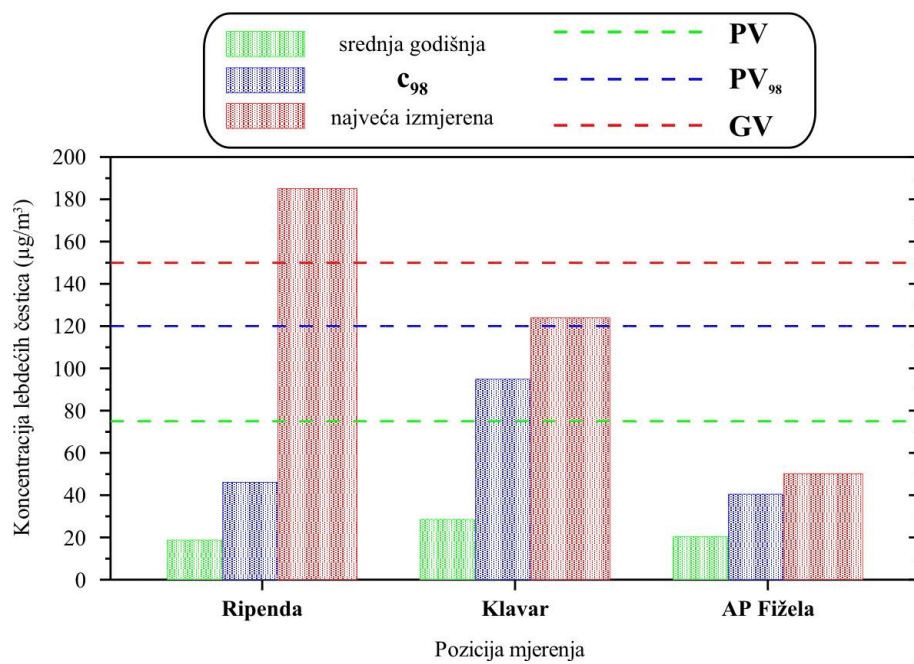 srednja godišnja
c98
najveća izmjerena
PV
PV98
GV
Koncentracija lebdećih čestica (µg/m³)
200
180
160
140
120
100
80
60
40
20
0
Ripenda Klavar AP Fižela
Pozicija mjerenja